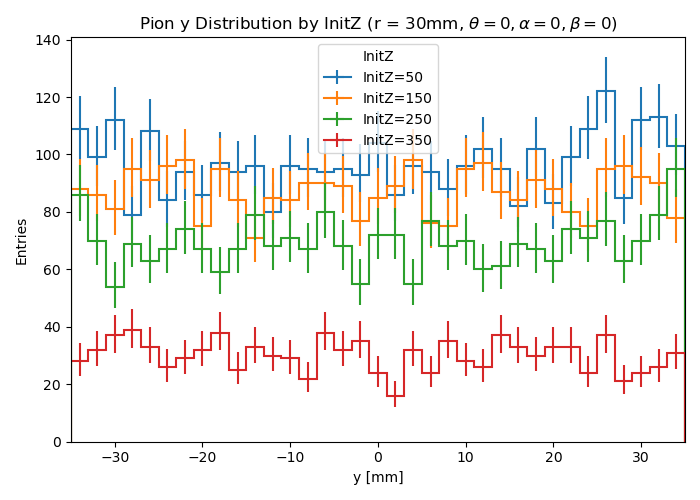 Pion y Distribution by InitZ (r = 30mm, θ = 0, α = 0, β = 0)
140
120
100
80
60
40
20
0
Entries
InitZ
InitZ=50
InitZ=150
InitZ=250
InitZ=350
−30 −20 −10 0 10 20 30
y [mm]